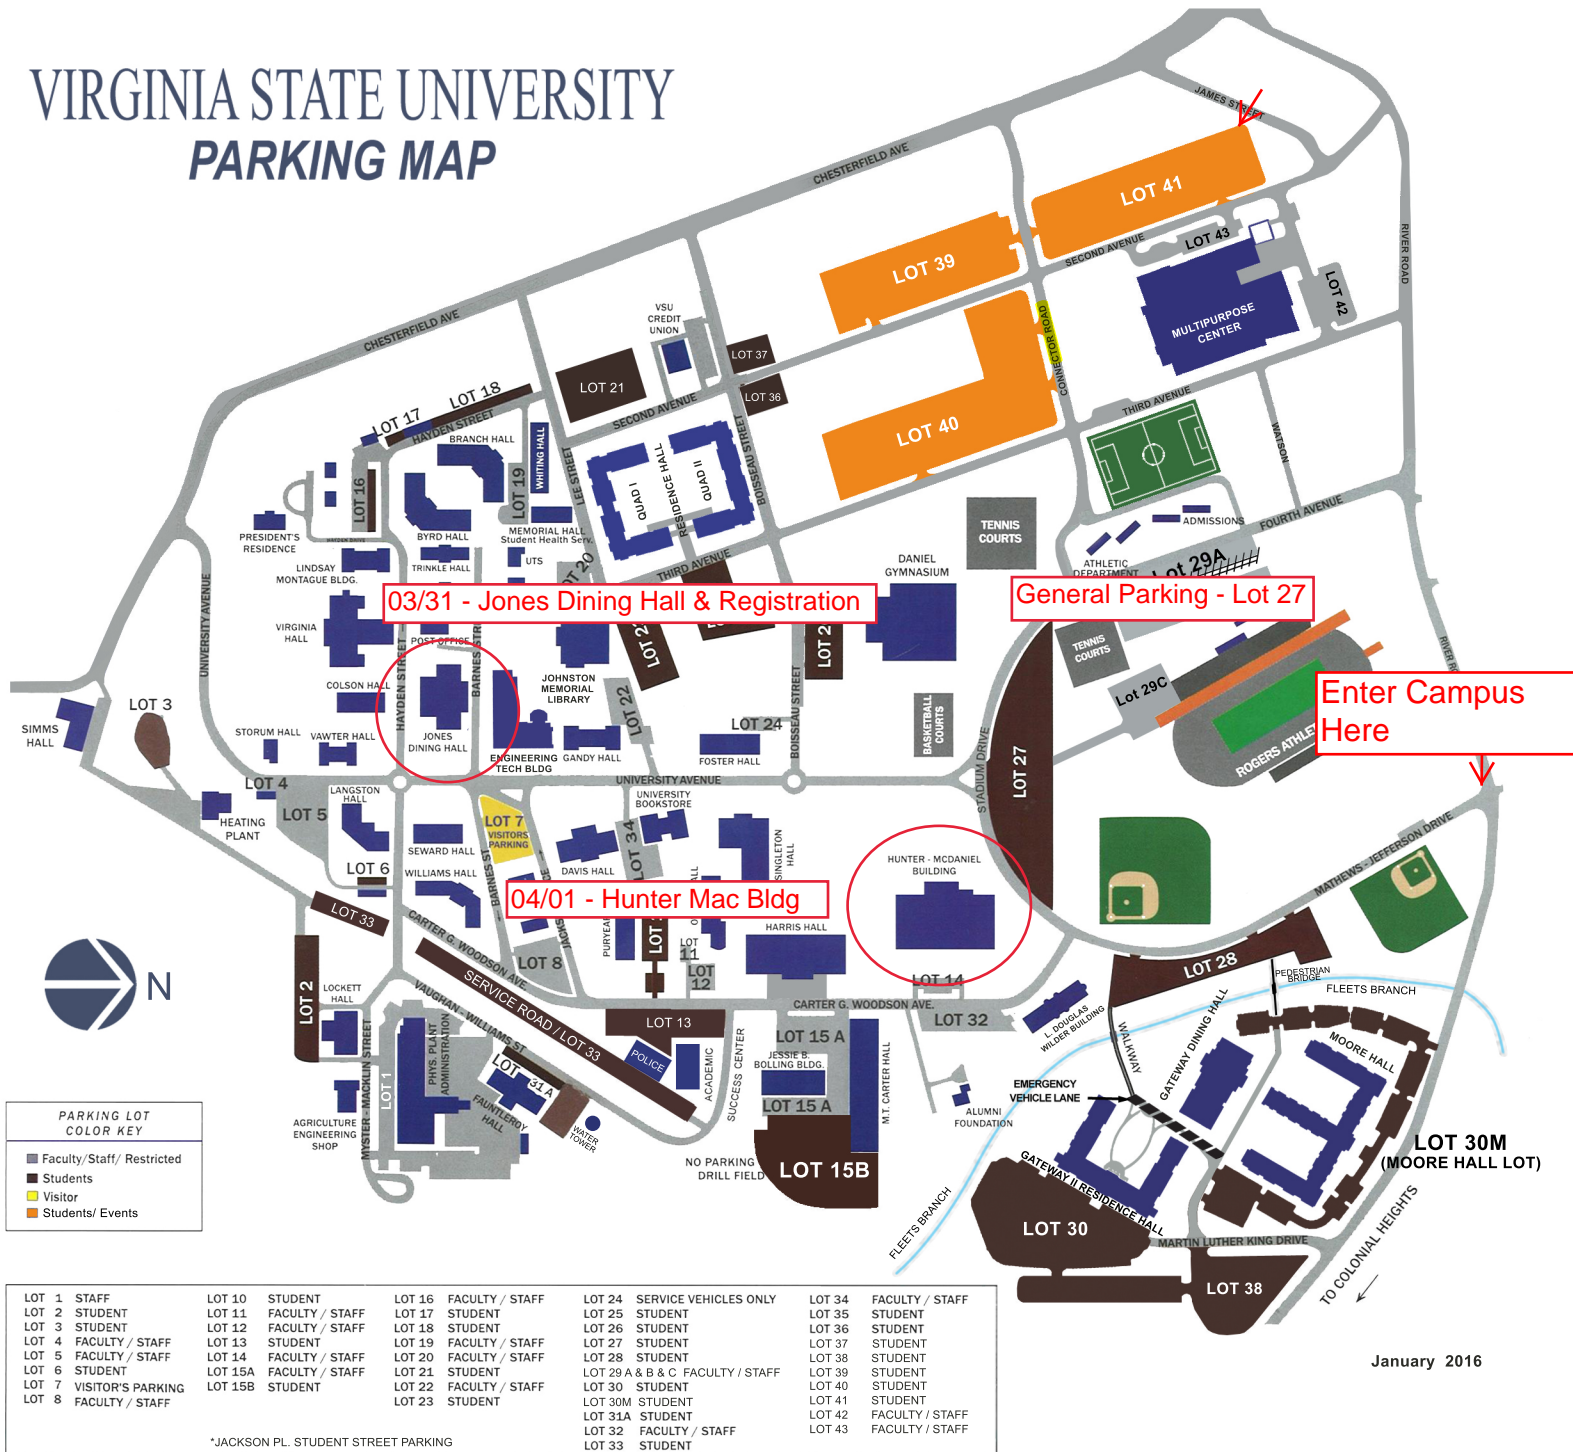 VIRGINIA STATE UNIVERSITY
PARKING MAP
JAMES STREET
CHESTERFIELD AVE
LOT 41
RIVER ROAD
LOT 43
SECOND AVENUE
LOT 39
LOT 42
MULTIPURPOSE
CENTER
CONNECTOR ROAD
VSU
CREDIT
UNION
CHESTERFIELD AVE
LOT 37
LOT 21
LOT 36
SECOND AVENUE
LOT 18
LOT 17
HAYDEN STREET
THIRD AVENUE
LOT 40
WATSON
BRANCH HALL
WHITING HALL
LEE STREET
BOISSEAU STREET
QUAD I
RESIDENCE HALL
QUAD II
LOT 19
LOT 16
PRESIDENT'S
RESIDENCE
BYRD HALL
MEMORIAL HALL
Student Health Serv.
TENNIS
COURTS
ADMISSIONS
FOURTH AVENUE
HAYDEN DRIVE
LINDSAY
MONTAGUE BLDG.
TRINKLE HALL
UTS
THIRD AVENUE
DANIEL
GYMNASIUM
ATHLETIC
DEPARTMENT
Lot 29A
03/31 - Jones Dining Hall & Registration
General Parking - Lot 27
UNIVERSITY AVENUE
VIRGINIA
HALL
POST OFFICE
HAYDEN STREET
TENNIS
COURTS
COLSON HALL
JOHNSTON
MEMORIAL
LIBRARY
LOT 22
BOISSEAU STREET
Lot 29C
Enter Campus
Here
SIMMS
HALL
LOT 3
STORUM HALL
VAWTER HALL
JONES
DINING HALL
ENGINEERING
TECH BLDG
GANDY HALL
LOT 24
FOSTER HALL
BASKETBALL
COURTS
STADIUM DRIVE
LOT 27
UNIVERSITY AVENUE
LOT 4
LOT 5
HEATING
PLANT
LANGSTON
HALL
LOT 7
VISITORS
PARKING
UNIVERSITY
BOOKSTORE
LOT 34
SEWARD HALL
DAVIS HALL
SINGLETON
HALL
HUNTER - MCDANIEL
BUILDING
MATHEWS - JEFFERSON DRIVE
LOT 6
WILLIAMS HALL
BARNES ST
04/01 - Hunter Mac Bldg
LOT 33
CARTER G. WOODSON AVE
LOT 8
LOT
11
LOT
12
HARRIS HALL
LOT 14
LOT 28
PEDESTRIAN
BRIDGE
FLEETS BRANCH
N
LOT 2
LOCKETT
HALL
VAUGHAN - WILLIAMS ST
SERVICE ROAD / LOT 33
CARTER G. WOODSON AVE.
LOT 13
LOT 15 A
LOT 32
L. DOUGLAS
WILDER BUILDING
WALKWAY
GATEWAY DINING HALL
MOORE HALL
MYSTER - MACKLIN STREET
LOT 1
PHYS. PLANT
ADMINISTRATION
POLICE
ACADEMIC
SUCCESS CENTER
JESSIE B.
BOLLING BLDG.
LOT 15 A
M.T. CARTER HALL
EMERGENCY
VEHICLE LANE
ALUMNI
FOUNDATION
LOT 31 A
FAUNTLEROY
HALL
WATER
TOWER
AGRICULTURE
ENGINEERING
SHOP
NO PARKING
DRILL FIELD
LOT 15B
LOT 30M
(MOORE HALL LOT)
GATEWAY II RESIDENCE HALL
FLEETS BRANCH
LOT 30
MARTIN LUTHER KING DRIVE
LOT 38
TO COLONIAL HEIGHTS
PARKING LOT
COLOR KEY
Faculty/Staff/ Restricted
Students
Visitor
Students/ Events
LOT 1 STAFF
LOT 2 STUDENT
LOT 3 STUDENT
LOT 4 FACULTY / STAFF
LOT 5 FACULTY / STAFF
LOT 6 STUDENT
LOT 7 VISITOR'S PARKING
LOT 8 FACULTY / STAFF
LOT 10 STUDENT
LOT 11 FACULTY / STAFF
LOT 12 FACULTY / STAFF
LOT 13 STUDENT
LOT 14 FACULTY / STAFF
LOT 15A FACULTY / STAFF
LOT 15B STUDENT
LOT 16 FACULTY / STAFF
LOT 17 STUDENT
LOT 18 STUDENT
LOT 19 FACULTY / STAFF
LOT 20 FACULTY / STAFF
LOT 21 STUDENT
LOT 22 FACULTY / STAFF
LOT 23 STUDENT
LOT 24 SERVICE VEHICLES ONLY
LOT 25 STUDENT
LOT 26 STUDENT
LOT 27 STUDENT
LOT 28 STUDENT
LOT 29 A & B & C FACULTY / STAFF
LOT 30 STUDENT
LOT 30M STUDENT
LOT 31A STUDENT
LOT 32 FACULTY / STAFF
LOT 33 STUDENT
LOT 34 FACULTY / STAFF
LOT 35 STUDENT
LOT 36 STUDENT
LOT 37 STUDENT
LOT 38 STUDENT
LOT 39 STUDENT
LOT 40 STUDENT
LOT 41 STUDENT
LOT 42 FACULTY / STAFF
LOT 43 FACULTY / STAFF
*JACKSON PL. STUDENT STREET PARKING
January 2016